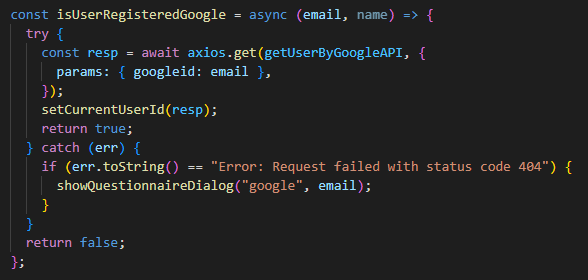 const isUserRegisteredGoogle = async (email, name) => {
  try {
    const resp = await axios.get(getUserByGoogleAPI, {
      params: { googleid: email },
    });
    setCurrentUserId(resp);
    return true;
  } catch (err) {
    if (err.toString() == "Error: Request failed with status code 404") {
      showQuestionnaireDialog("google", email);
    }
  }
  return false;
};